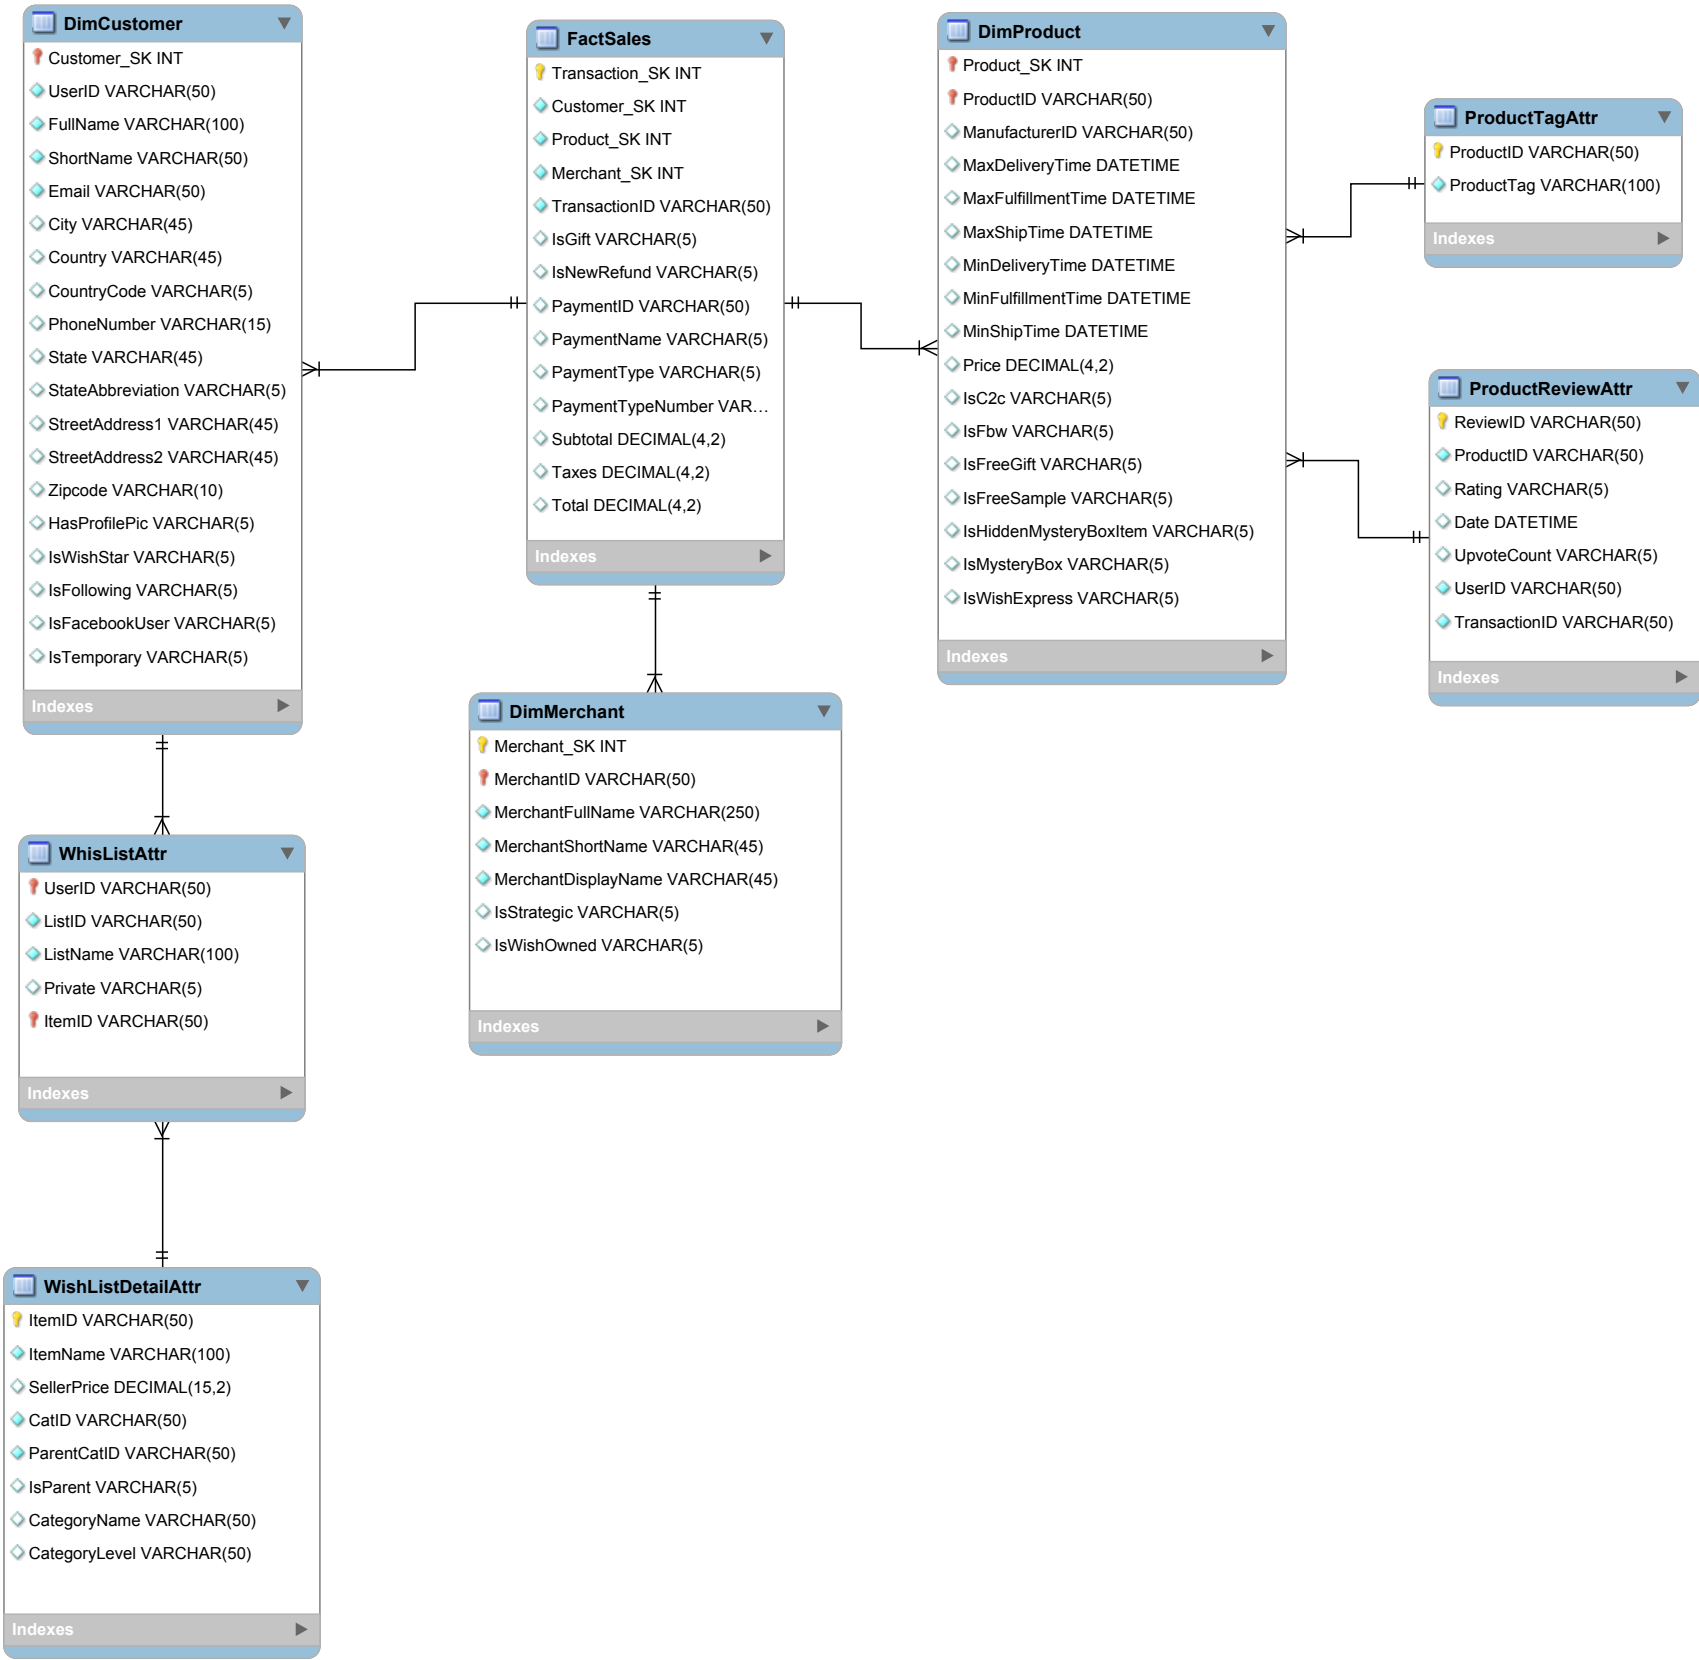 DimCustomer
Customer_SK INT
UserID VARCHAR(50)
FullName VARCHAR(100)
ShortName VARCHAR(50)
Email VARCHAR(50)
City VARCHAR(45)
Country VARCHAR(45)
CountryCode VARCHAR(5)
PhoneNumber VARCHAR(15)
State VARCHAR(45)
StateAbbreviation VARCHAR(5)
StreetAddress1 VARCHAR(45)
StreetAddress2 VARCHAR(45)
Zipcode VARCHAR(10)
HasProfilePic VARCHAR(5)
IsWishStar VARCHAR(5)
IsFollowing VARCHAR(5)
IsFacebookUser VARCHAR(5)
IsTemporary VARCHAR(5)
Indexes
FactSales
Transaction_SK INT
Customer_SK INT
Product_SK INT
Merchant_SK INT
TransactionID VARCHAR(50)
IsGift VARCHAR(5)
IsNewRefund VARCHAR(5)
PaymentID VARCHAR(50)
PaymentName VARCHAR(5)
PaymentType VARCHAR(5)
PaymentTypeNumber VAR...
Subtotal DECIMAL(4,2)
Taxes DECIMAL(4,2)
Total DECIMAL(4,2)
Indexes
DimProduct
Product_SK INT
ProductID VARCHAR(50)
ManufacturerID VARCHAR(50)
MaxDeliveryTime DATETIME
MaxFulfillmentTime DATETIME
MaxShipTime DATETIME
MinDeliveryTime DATETIME
MinFulfillmentTime DATETIME
MinShipTime DATETIME
Price DECIMAL(4,2)
IsC2c VARCHAR(5)
IsFbw VARCHAR(5)
IsFreeGift VARCHAR(5)
IsFreeSample VARCHAR(5)
IsHiddenMysteryBoxItem VARCHAR(5)
IsMysteryBox VARCHAR(5)
IsWishExpress VARCHAR(5)
Indexes
ProductTagAttr
ProductID VARCHAR(50)
ProductTag VARCHAR(100)
Indexes
ProductReviewAttr
ReviewID VARCHAR(50)
ProductID VARCHAR(50)
Rating VARCHAR(5)
Date DATETIME
UpvoteCount VARCHAR(5)
UserID VARCHAR(50)
TransactionID VARCHAR(50)
Indexes
DimMerchant
Merchant_SK INT
MerchantID VARCHAR(50)
MerchantFullName VARCHAR(250)
MerchantShortName VARCHAR(45)
MerchantDisplayName VARCHAR(45)
IsStrategic VARCHAR(5)
IsWishOwned VARCHAR(5)
Indexes
WhisListAttr
UserID VARCHAR(50)
ListID VARCHAR(50)
ListName VARCHAR(100)
Private VARCHAR(5)
ItemID VARCHAR(50)
Indexes
WishListDetailAttr
ItemID VARCHAR(50)
ItemName VARCHAR(100)
SellerPrice DECIMAL(15,2)
CatID VARCHAR(50)
ParentCatID VARCHAR(50)
IsParent VARCHAR(5)
CategoryName VARCHAR(50)
CategoryLevel VARCHAR(50)
Indexes